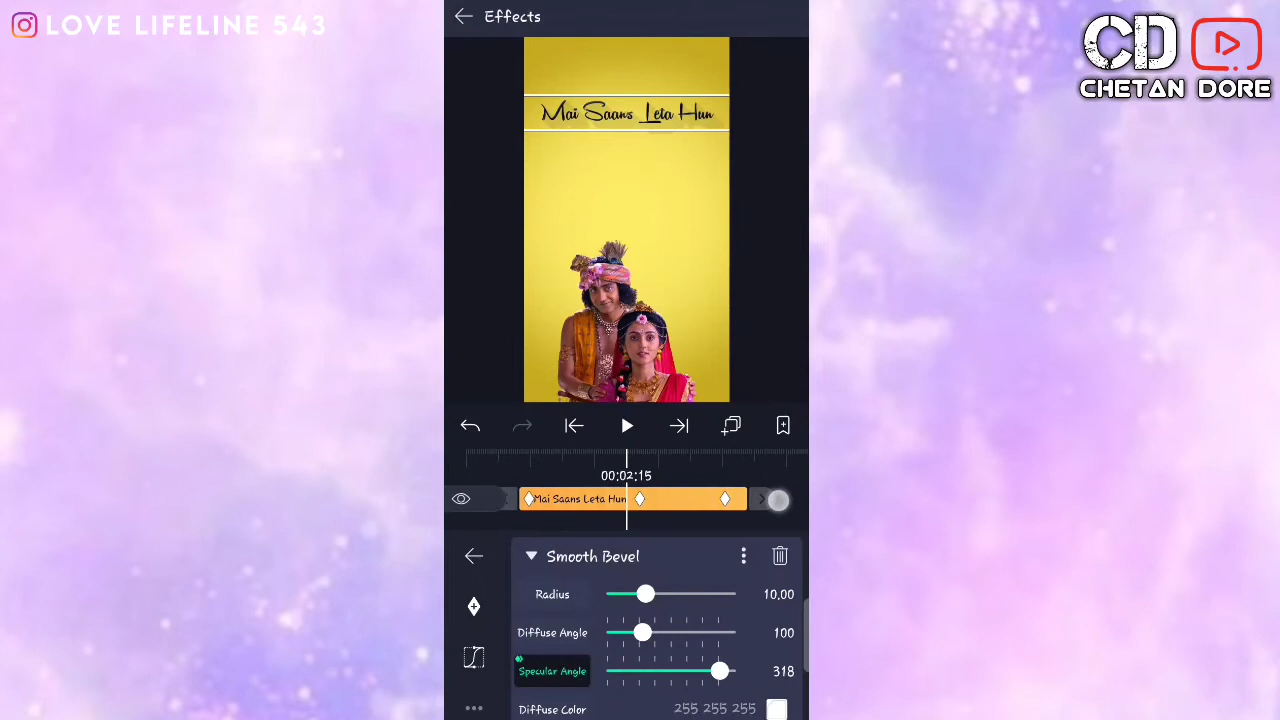 LOVE LIFELINE 543
Effects
CD
CHETAN DORE
Mai Saans Leta Hun
00:02:15
Mai Saans Leta Hun
Smooth Bevel
Radius 10,00
Diffuse Angle 100
Specular Angle 318
Diffuse Color 255 255 255